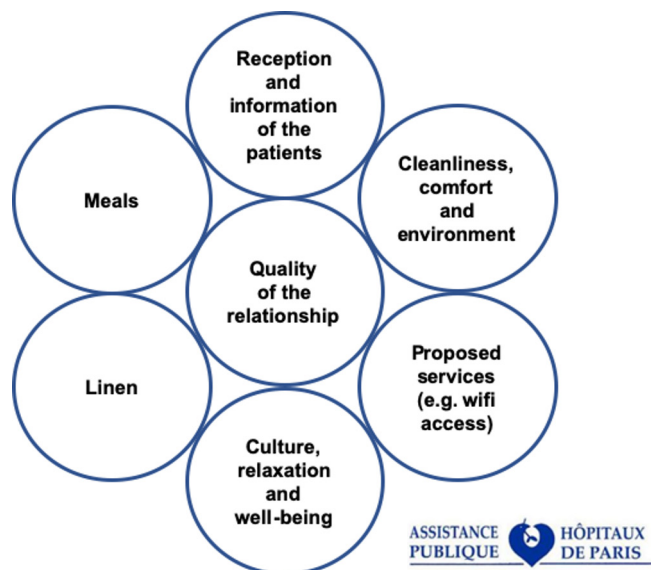 Reception
and
information
of the
patients
Cleanliness,
comfort
and
environment
Meals
Quality
of the
relationship
Proposed
services
(e.g. wifi
access)
Linen
Culture,
relaxation
and
well-being
ASSISTANCE
PUBLIQUE
HÔPITAUX
DE PARIS